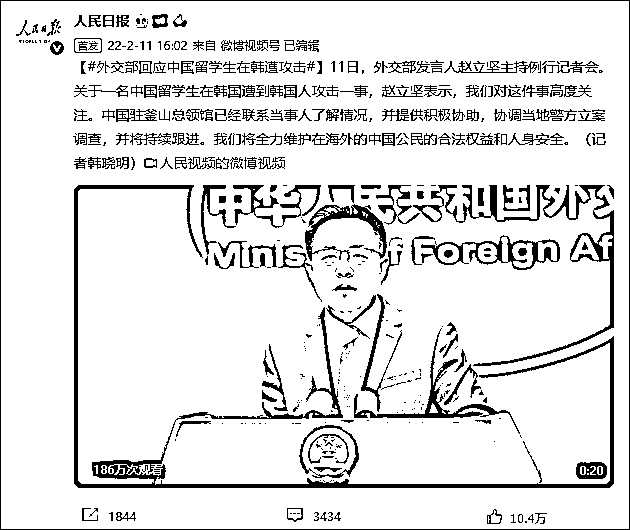 人民日报
人民日报
PEOPLE'S D
首发 22-2-11 16:02 来自 微博视频号 已编辑
【#外交部回应中国留学生在韩遭攻击#】11日，外交部发言人赵立坚主持例行记者会。
关于一名中国留学生在韩国遭到韩国人攻击一事，赵立坚表示，我们对这件事高度关
注。中国驻釜山总领馆已经联系当事人了解情况，并提供积极协助，协调当地警方立案
调查，并将持续跟进。我们将全力维护在海外的中国公民的合法权益和人身安全。（记
者韩晓明）人民视频的微博视频
中华人民共和国外交
Minis f Foreign Af
186万次观看 0:20
1844 3434 10.4万